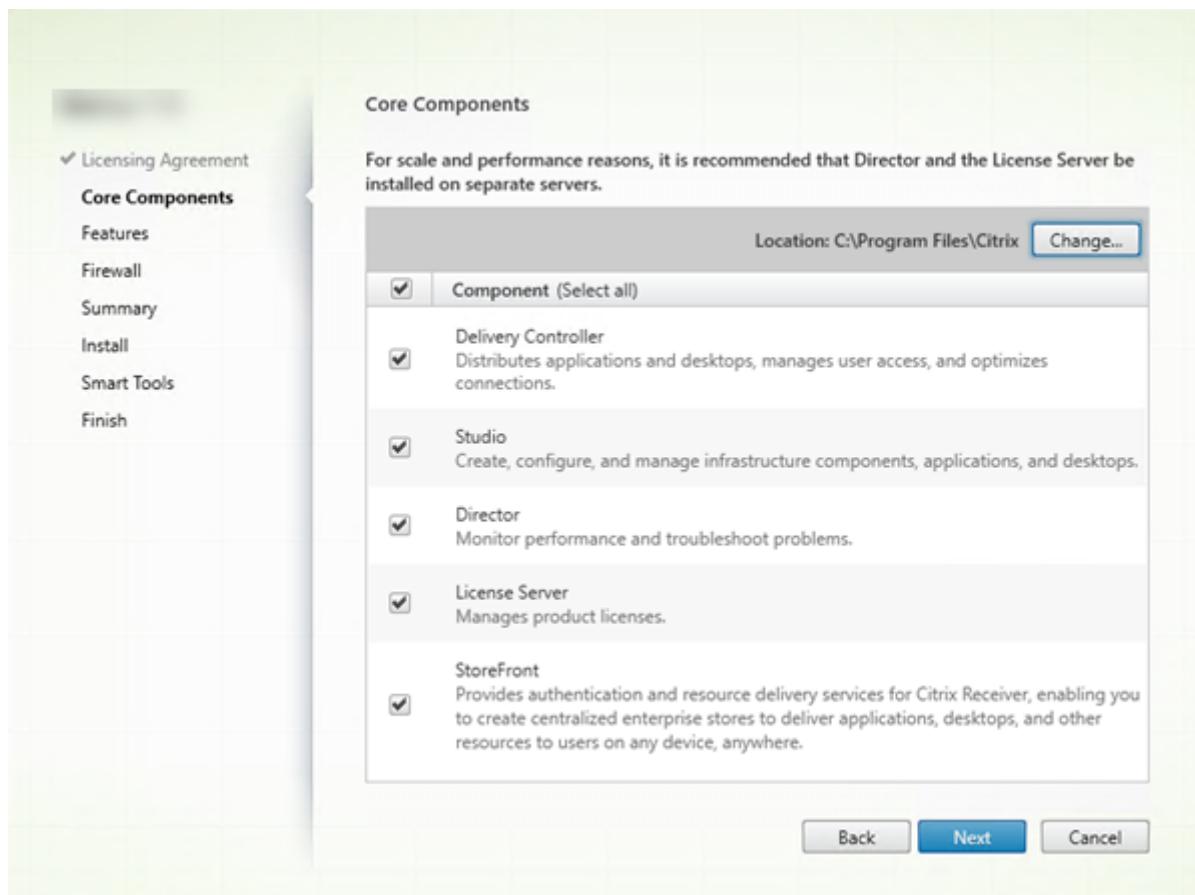 Licensing Agreement
Core Components
Features
Firewall
Summary
Install
Smart Tools
Finish
Core Components
For scale and performance reasons, it is recommended that Director and the License Server be
installed on separate servers.
Location: C:\Program Files\Citrix
Change...
Component (Select all)
Delivery Controller
Distributes applications and desktops, manages user access, and optimizes
connections.
Studio
Create, configure, and manage infrastructure components, applications, and desktops.
Director
Monitor performance and troubleshoot problems.
License Server
Manages product licenses.
StoreFront
Provides authentication and resource delivery services for Citrix Receiver, enabling you
to create centralized enterprise stores to deliver applications, desktops, and other
resources to users on any device, anywhere.
Back
Next
Cancel